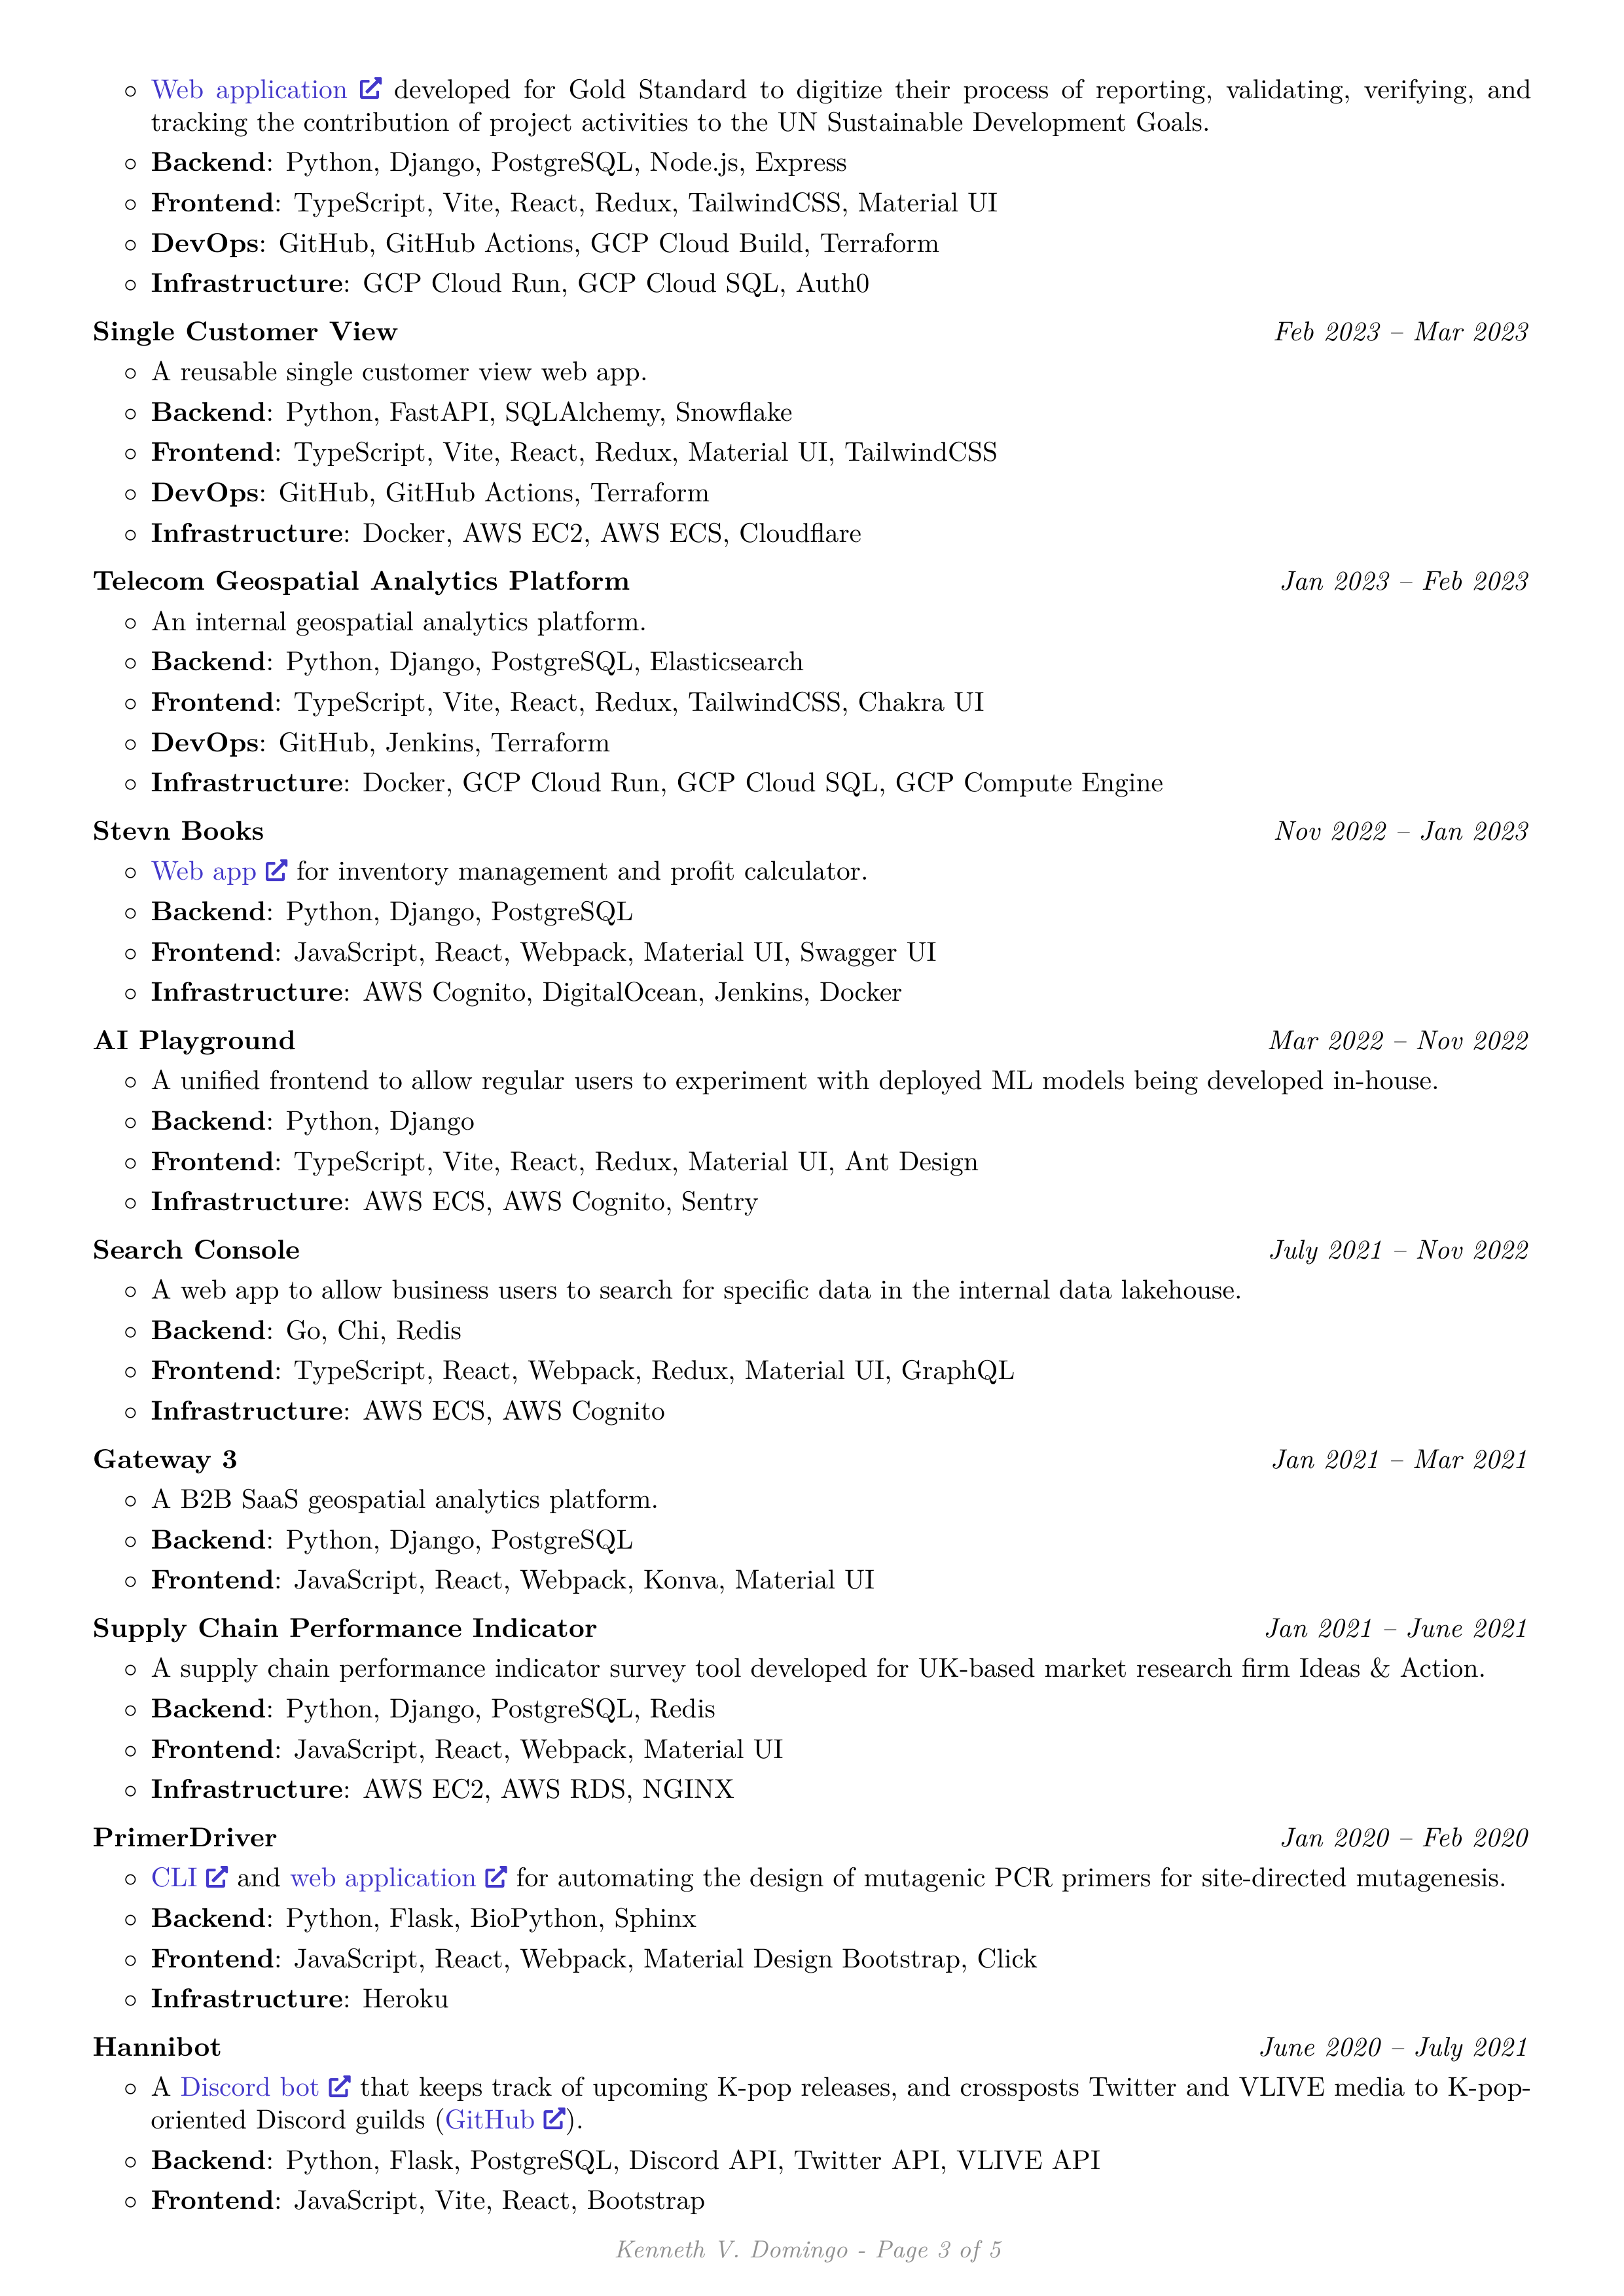 ◦ Web application developed for Gold Standard to digitize their process of reporting, validating, verifying, and
tracking the contribution of project activities to the UN Sustainable Development Goals.
◦ Backend: Python, Django, PostgreSQL, Node.js, Express
◦ Frontend: TypeScript, Vite, React, Redux, TailwindCSS, Material UI
◦ DevOps: GitHub, GitHub Actions, GCP Cloud Build, Terraform
◦ Infrastructure: GCP Cloud Run, GCP Cloud SQL, Auth0
Single Customer View Feb 2023 – Mar 2023
◦ A reusable single customer view web app.
◦ Backend: Python, FastAPI, SQLAlchemy, Snowflake
◦ Frontend: TypeScript, Vite, React, Redux, Material UI, TailwindCSS
◦ DevOps: GitHub, GitHub Actions, Terraform
◦ Infrastructure: Docker, AWS EC2, AWS ECS, Cloudflare
Telecom Geospatial Analytics Platform Jan 2023 – Feb 2023
◦ An internal geospatial analytics platform.
◦ Backend: Python, Django, PostgreSQL, Elasticsearch
◦ Frontend: TypeScript, Vite, React, Redux, TailwindCSS, Chakra UI
◦ DevOps: GitHub, Jenkins, Terraform
◦ Infrastructure: Docker, GCP Cloud Run, GCP Cloud SQL, GCP Compute Engine
Stevn Books Nov 2022 – Jan 2023
◦ Web app for inventory management and profit calculator.
◦ Backend: Python, Django, PostgreSQL
◦ Frontend: JavaScript, React, Webpack, Material UI, Swagger UI
◦ Infrastructure: AWS Cognito, DigitalOcean, Jenkins, Docker
AI Playground Mar 2022 – Nov 2022
◦ A unified frontend to allow regular users to experiment with deployed ML models being developed in-house.
◦ Backend: Python, Django
◦ Frontend: TypeScript, Vite, React, Redux, Material UI, Ant Design
◦ Infrastructure: AWS ECS, AWS Cognito, Sentry
Search Console July 2021 – Nov 2022
◦ A web app to allow business users to search for specific data in the internal data lakehouse.
◦ Backend: Go, Chi, Redis
◦ Frontend: TypeScript, React, Webpack, Redux, Material UI, GraphQL
◦ Infrastructure: AWS ECS, AWS Cognito
Gateway 3 Jan 2021 – Mar 2021
◦ A B2B SaaS geospatial analytics platform.
◦ Backend: Python, Django, PostgreSQL
◦ Frontend: JavaScript, React, Webpack, Konva, Material UI
Supply Chain Performance Indicator Jan 2021 – June 2021
◦ A supply chain performance indicator survey tool developed for UK-based market research firm Ideas & Action.
◦ Backend: Python, Django, PostgreSQL, Redis
◦ Frontend: JavaScript, React, Webpack, Material UI
◦ Infrastructure: AWS EC2, AWS RDS, NGINX
PrimerDriver Jan 2020 – Feb 2020
◦ CLI and web application for automating the design of mutagenic PCR primers for site-directed mutagenesis.
◦ Backend: Python, Flask, BioPython, Sphinx
◦ Frontend: JavaScript, React, Webpack, Material Design Bootstrap, Click
◦ Infrastructure: Heroku
Hannibot June 2020 – July 2021
◦ A Discord bot that keeps track of upcoming K-pop releases, and crossposts Twitter and VLIVE media to K-pop-
oriented Discord guilds (GitHub).
◦ Backend: Python, Flask, PostgreSQL, Discord API, Twitter API, VLIVE API
◦ Frontend: JavaScript, Vite, React, Bootstrap
Kenneth V. Domingo - Page 3 of 5